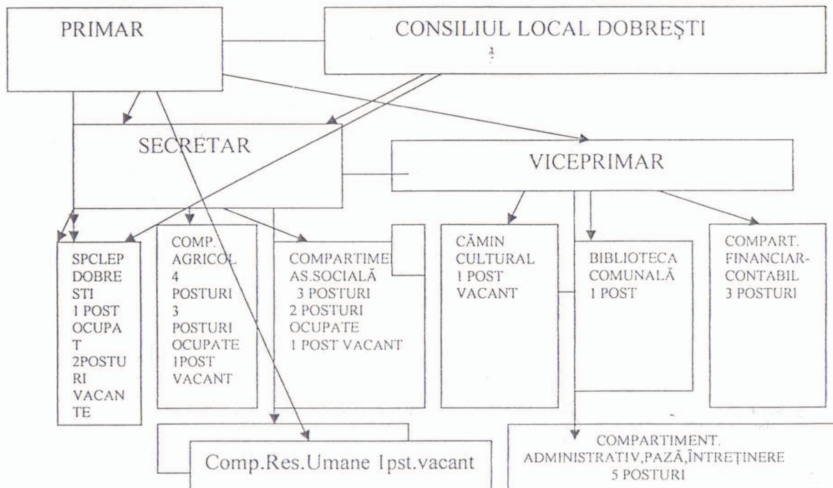 PRIMAR
CONSILIUL LOCAL DOBREŞTI
SECRETAR
VICEPRIMAR
SPCLEP
DOBRE
STI
1 POST
OCUPA
T
2POSTU
RI
VACAN
TE
COMP.
AGRICOL
4
POSTURI
3
POSTURI
OCUPATE
1POST
VACANT
COMPARTIME
AS.SOCIALĂ
3 POSTURI
2 POSTURI
OCUPATE
1 POST VACANT
CĂMIN
CULTURAL
1 POST
VACANT
BIBLIOTECA
COMUNALĂ
1 POST
COMPART.
FINANCIAR-
CONTABIL
3 POSTURI
Comp.Res.Umane 1pst.vacant
COMPARTIMENT.
ADMINISTRATIV,PAZĂ,ÎNTREŢINERE
5 POSTURI